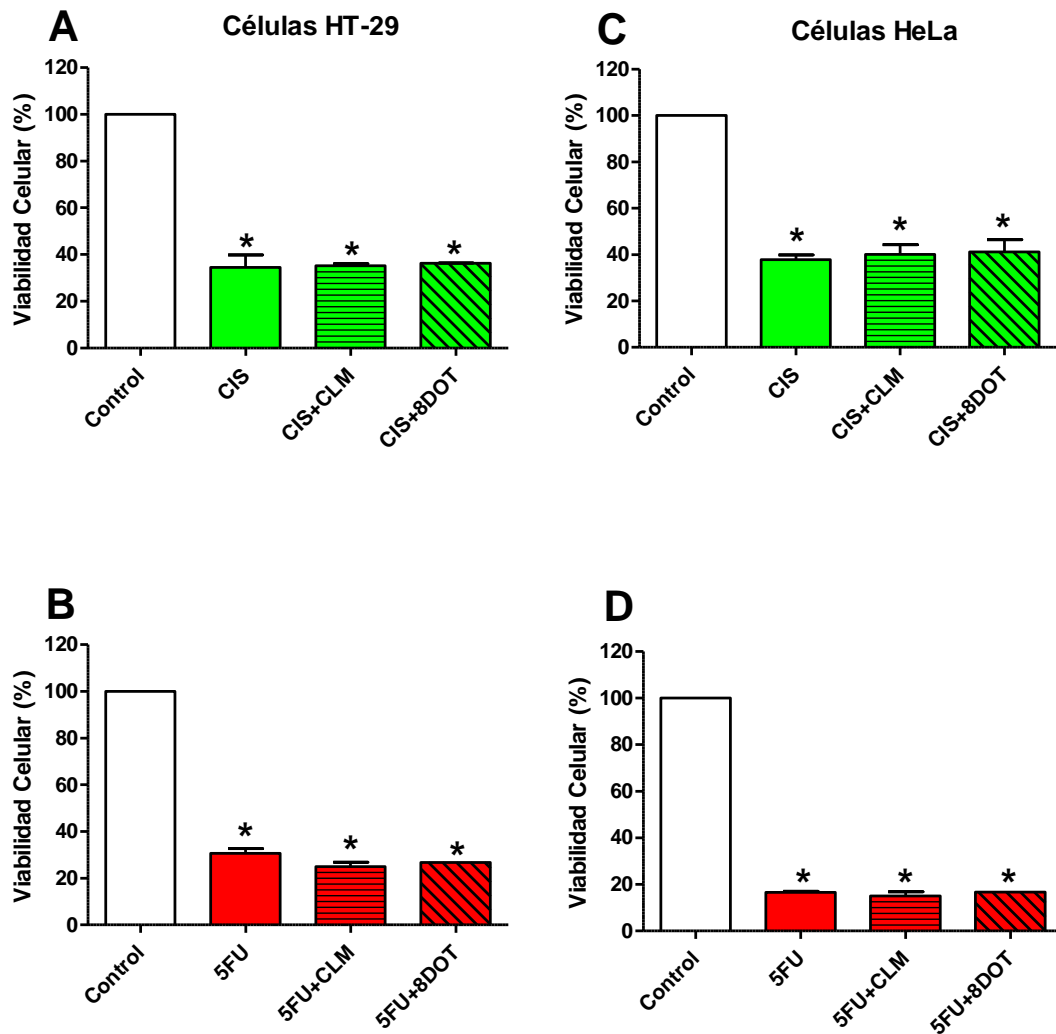 A
Células HT-29
Viabilidad Celular (%)
120
100
80
60
40
20
0
*
*
*
Control
CIS
CIS+CLM
CIS+8DOT
C
Células HeLa
Viabilidad Celular (%)
120
100
80
60
40
20
0
*
*
*
Control
CIS
CIS+CLM
CIS+8DOT
B
Viabilidad Celular (%)
120
100
80
60
40
20
0
*
*
*
Control
5FU
5FU+CLM
5FU+8DOT
D
Viabilidad Celular (%)
120
100
80
60
40
20
0
*
*
*
Control
5FU
5FU+CLM
5FU+8DOT